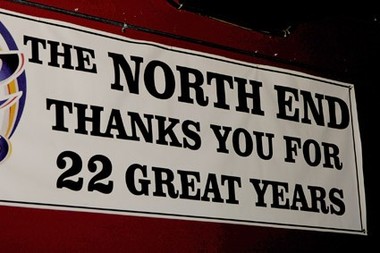 THE NORTH END
THANKS YOU FOR
22 GREAT YEARS